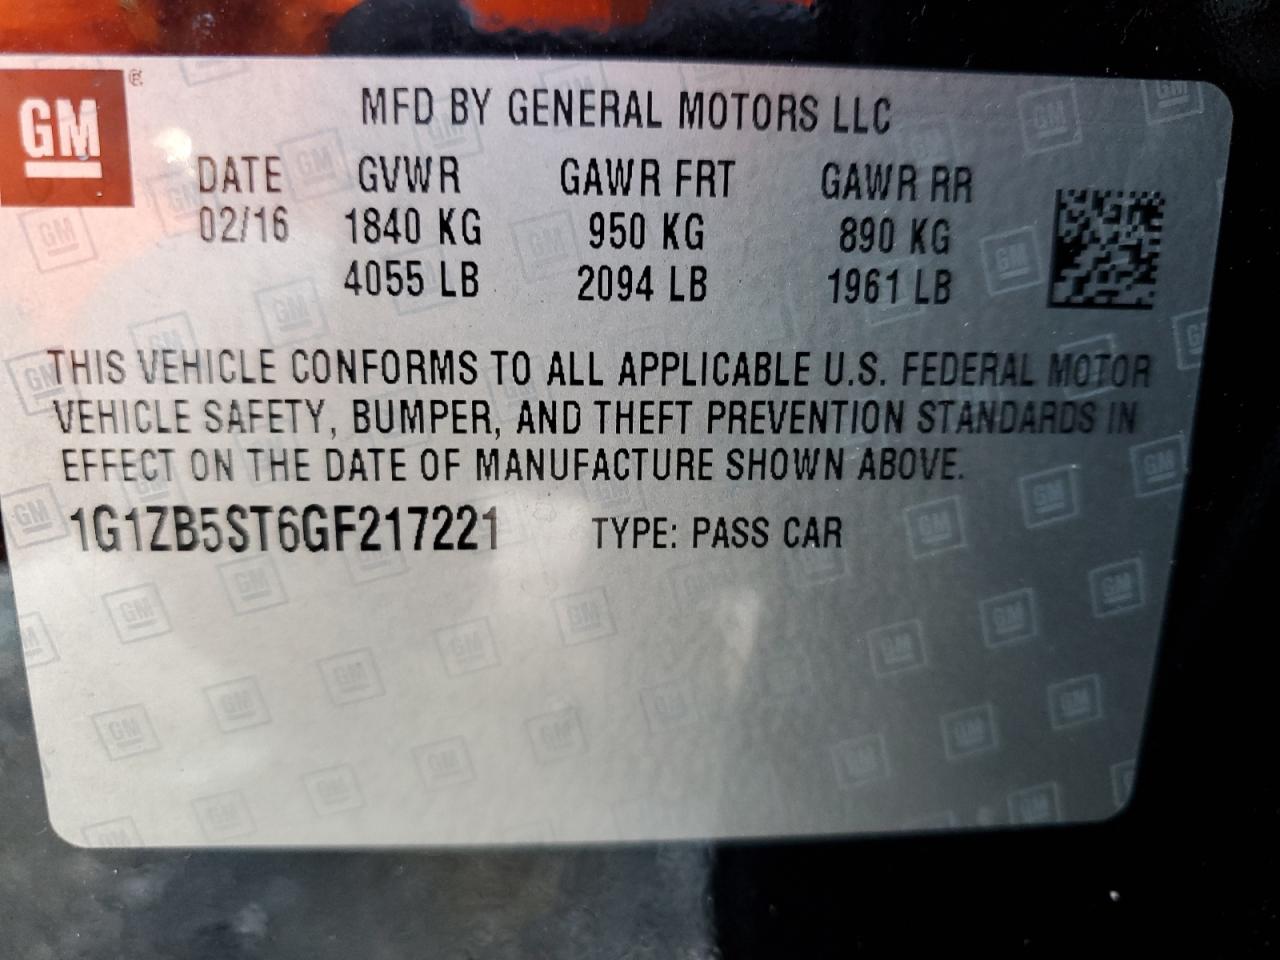 GM ®
MFD BY GENERAL MOTORS LLC
DATE GVWR GAWR FRT GAWR RR
02/16 1840 KG 950 KG 890 KG
4055 LB 2094 LB 1961 LB
THIS VEHICLE CONFORMS TO ALL APPLICABLE U.S. FEDERAL MOTOR
VEHICLE SAFETY, BUMPER, AND THEFT PREVENTION STANDARDS IN
EFFECT ON THE DATE OF MANUFACTURE SHOWN ABOVE.
1G1ZB5ST6GF217221 TYPE: PASS CAR